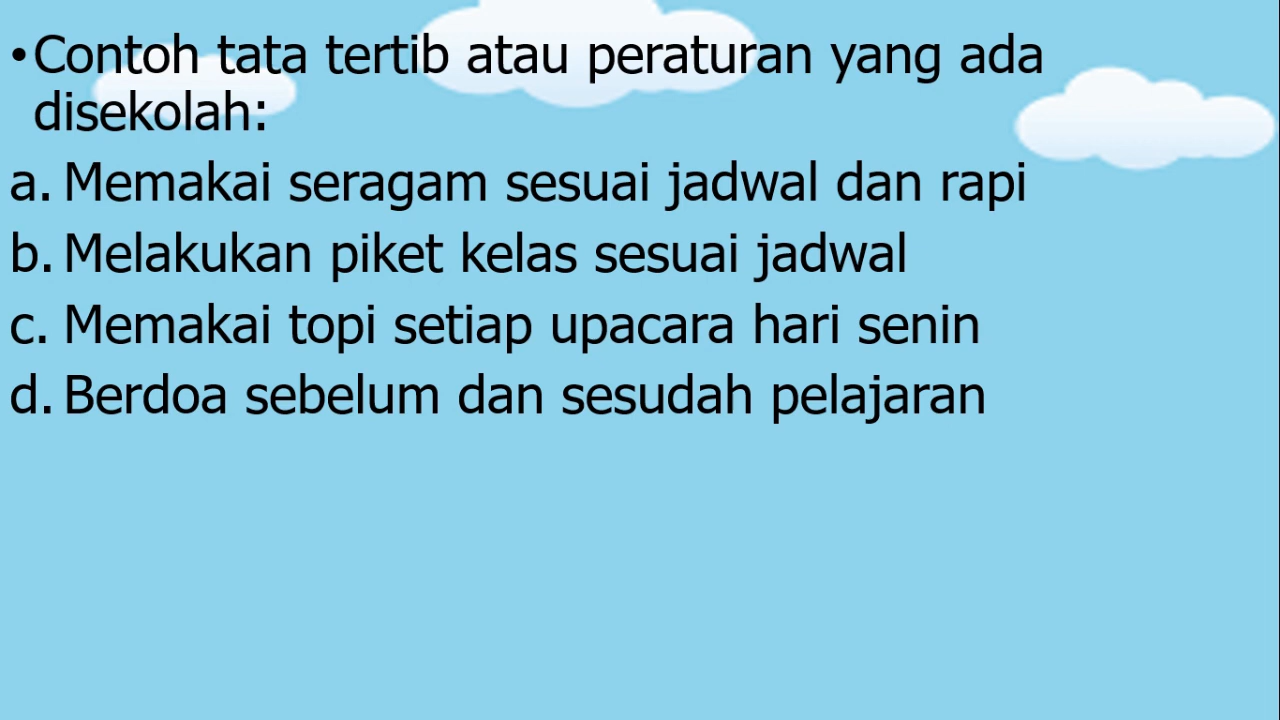 •Contoh tata tertib atau peraturan yang ada
disekolah:
a. Memakai seragam sesuai jadwal dan rapi
b. Melakukan piket kelas sesuai jadwal
c. Memakai topi setiap upacara hari senin
d. Berdoa sebelum dan sesudah pelajaran